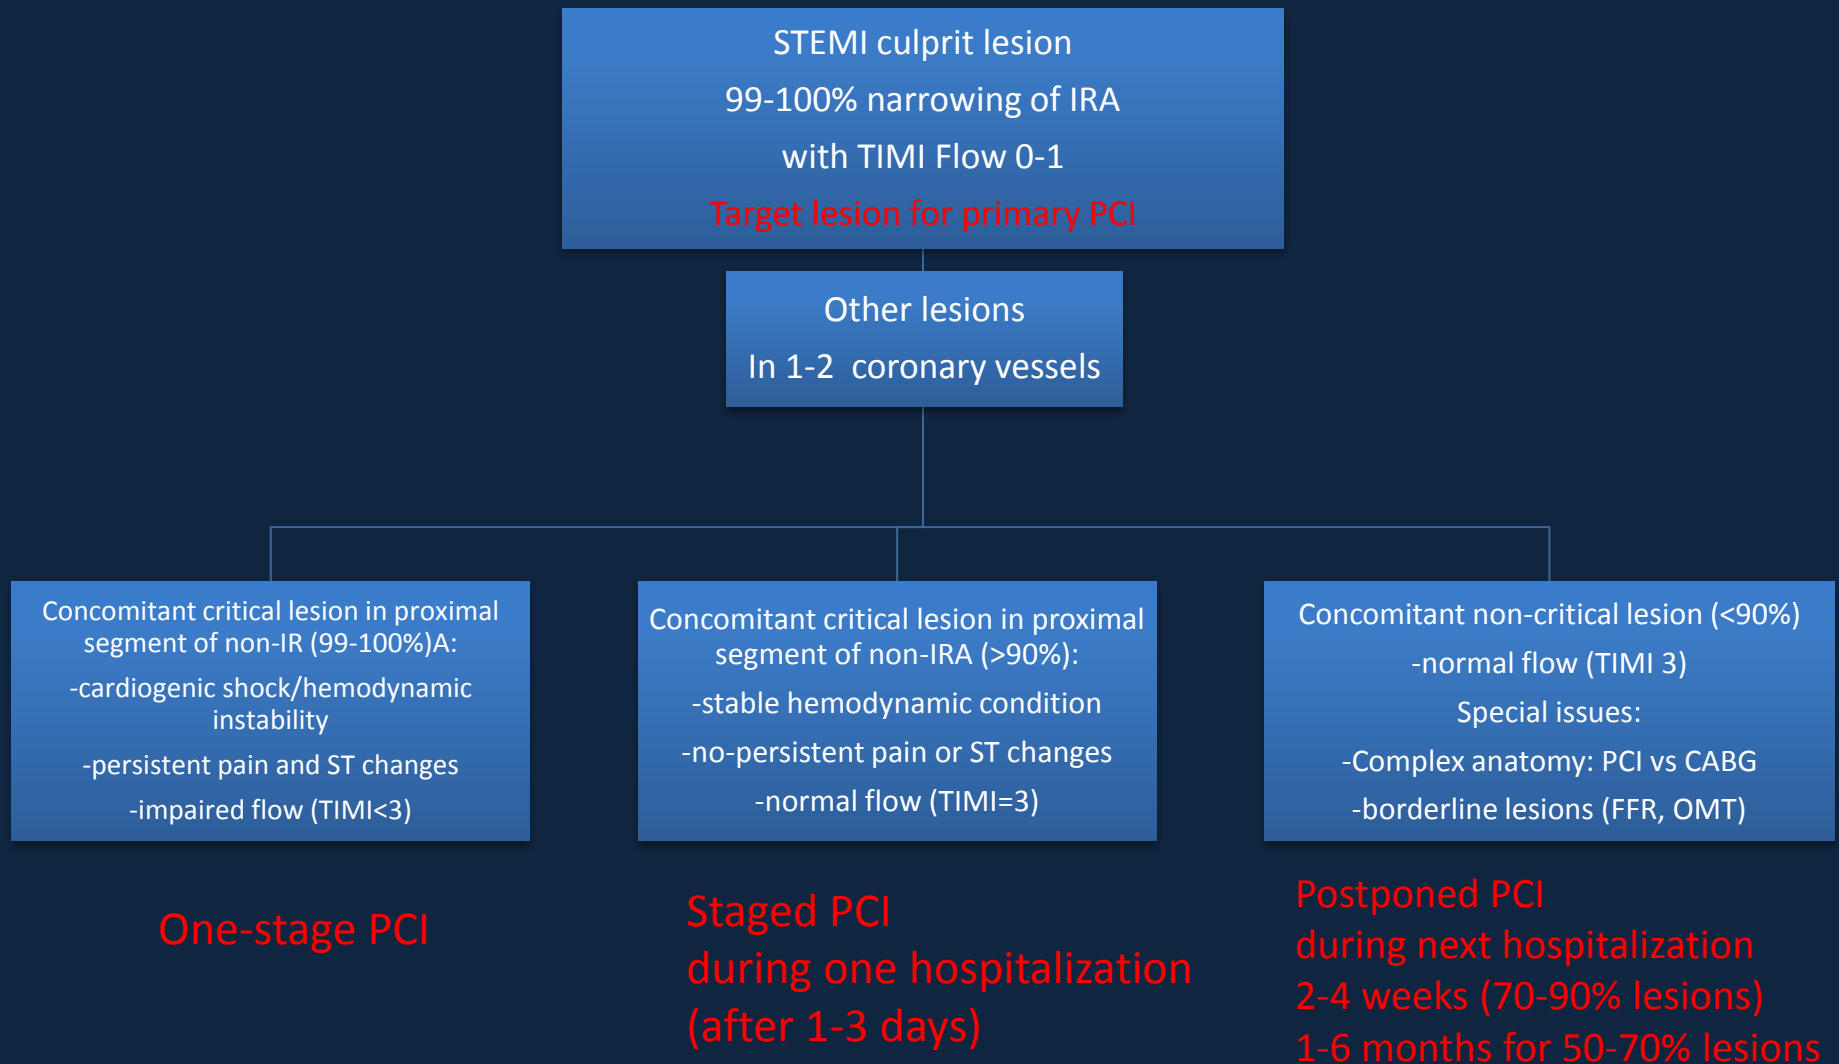 STEMI culprit lesion
99-100% narrowing of IRA
with TIMI Flow 0-1
Target lesion for primary PCI
Other lesions
In 1-2 coronary vessels
Concomitant critical lesion in proximal
segment of non-IR (99-100%)A:
-cardiogenic shock/hemodynamic
instability
-persistent pain and ST changes
-impaired flow (TIMI<3)
One-stage PCI
Concomitant critical lesion in proximal
segment of non-IRA (>90%):
-stable hemodynamic condition
-no-persistent pain or ST changes
-normal flow (TIMI=3)
Staged PCI
during one hospitalization
(after 1-3 days)
Concomitant non-critical lesion (<90%)
-normal flow (TIMI 3)
Special issues:
-Complex anatomy: PCI vs CABG
-borderline lesions (FFR, OMT)
Postponed PCI
during next hospitalization
2-4 weeks (70-90% lesions)
1-6 months for 50-70% lesions